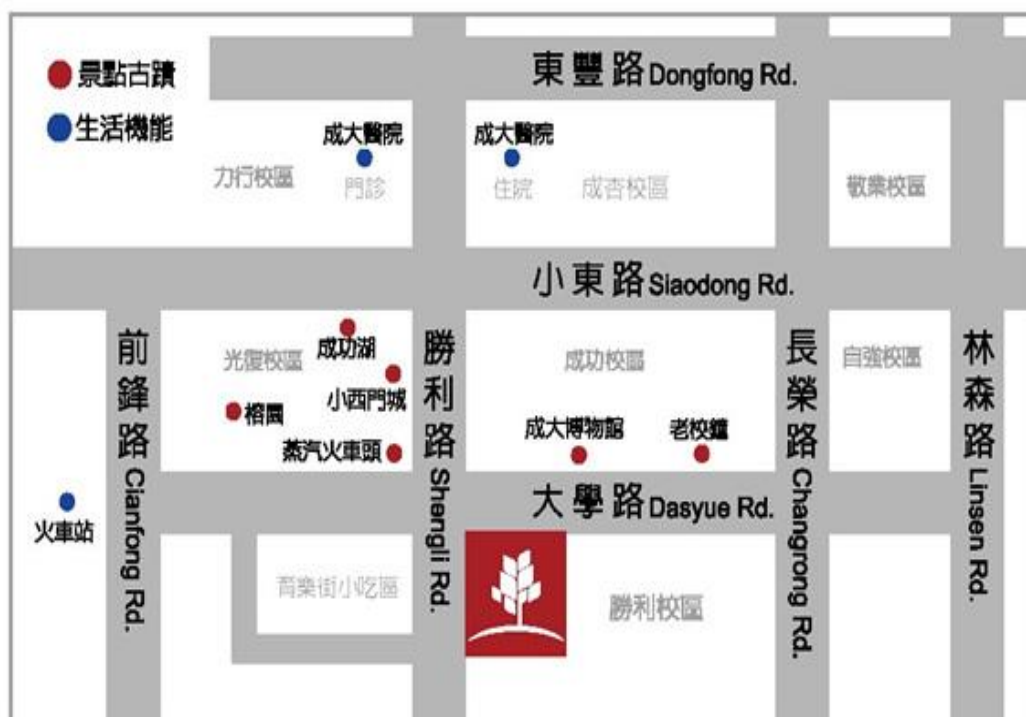 景點古蹟
生活機能
東豐路 Dongfong Rd.
成大醫院
門診
成大醫院
住院
力行校區
成杏校區
敬業校區
小東路 Siaodong Rd.
前鋒路 Cianfong Rd.
光復校區
成功湖
小西門城
榕園
蒸汽火車頭
勝利路 Shengli Rd.
成功校區
成大博物館
老校鐘
長榮路 Changrong Rd.
自強校區
林森路 Linsen Rd.
火車站
大學路 Dasyue Rd.
育樂街小吃區
勝利校區